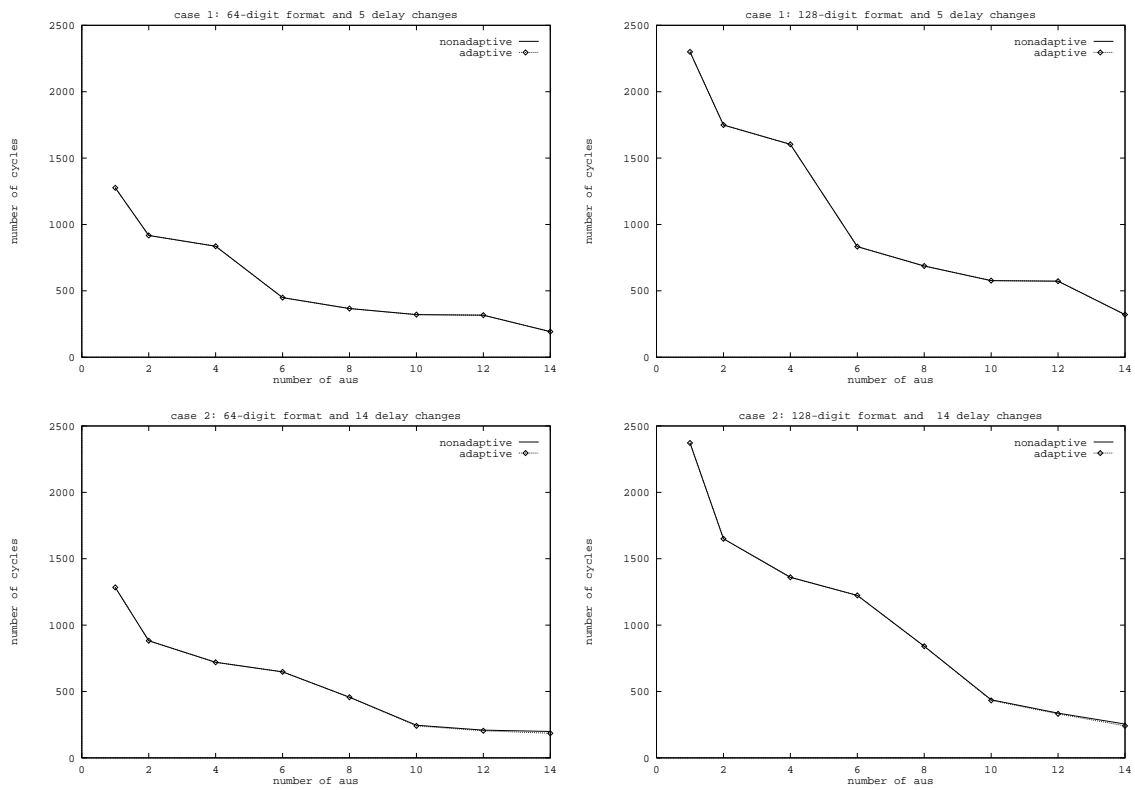 case 1: 64-digit format and 5 delay changes
2500
2000
1500
1000
500
0
number of cycles
nonadaptive
adaptive
0 2 4 6 8 10 12 14
number of aus
case 1: 128-digit format and 5 delay changes
2500
2000
1500
1000
500
0
number of cycles
nonadaptive
adaptive
0 2 4 6 8 10 12 14
number of aus
case 2: 64-digit format and 14 delay changes
2500
2000
1500
1000
500
0
number of cycles
nonadaptive
adaptive
0 2 4 6 8 10 12 14
number of aus
case 2: 128-digit format and  14 delay changes
2500
2000
1500
1000
500
0
number of cycles
nonadaptive
adaptive
0 2 4 6 8 10 12 14
number of aus